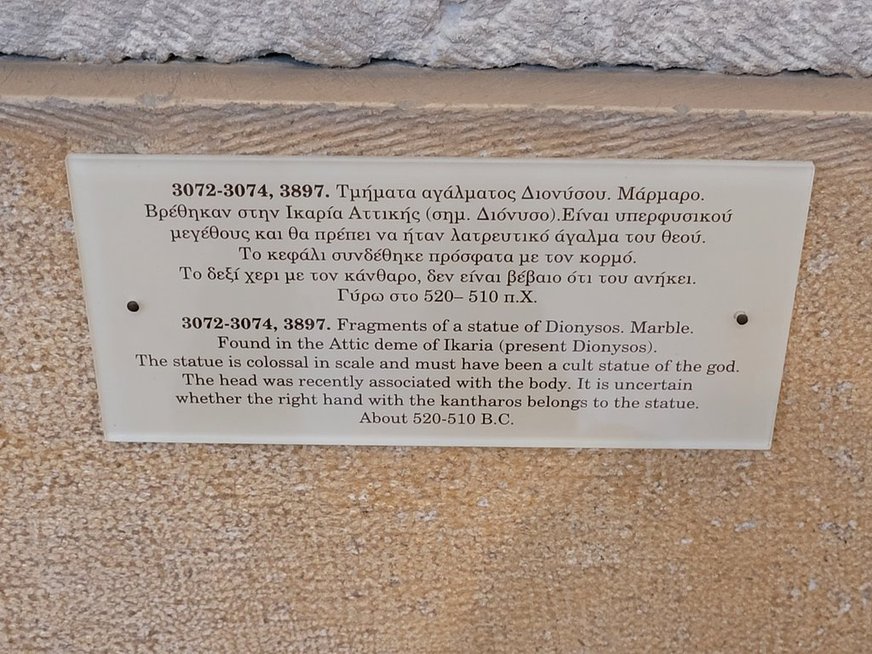 3072-3074, 3897. Τμήματα αγάλματος Διονύσου. Μάρμαρο.
Βρέθηκαν στην Ικαρία Αττικής (σημ. Διόνυσο).Είναι υπερφυσικού
μεγέθους και θα πρέπει να ήταν λατρευτικό άγαλμα του θεού.
Το κεφάλι συνδέθηκε πρόσφατα με τον κορμό.
Το δεξί χερι με τον κάνθαρο, δεν είναι βέβαιο ότι του ανήκει.
Γύρω στο 520– 510 π.Χ.
3072-3074, 3897. Fragments of a statue of Dionysos. Marble.
Found in the Attic deme of Ikaria (present Dionysos).
The statue is colossal in scale and must have been a cult statue of the god.
The head was recently associated with the body. It is uncertain
whether the right hand with the kantharos belongs to the statue.
About 520-510 B.C.